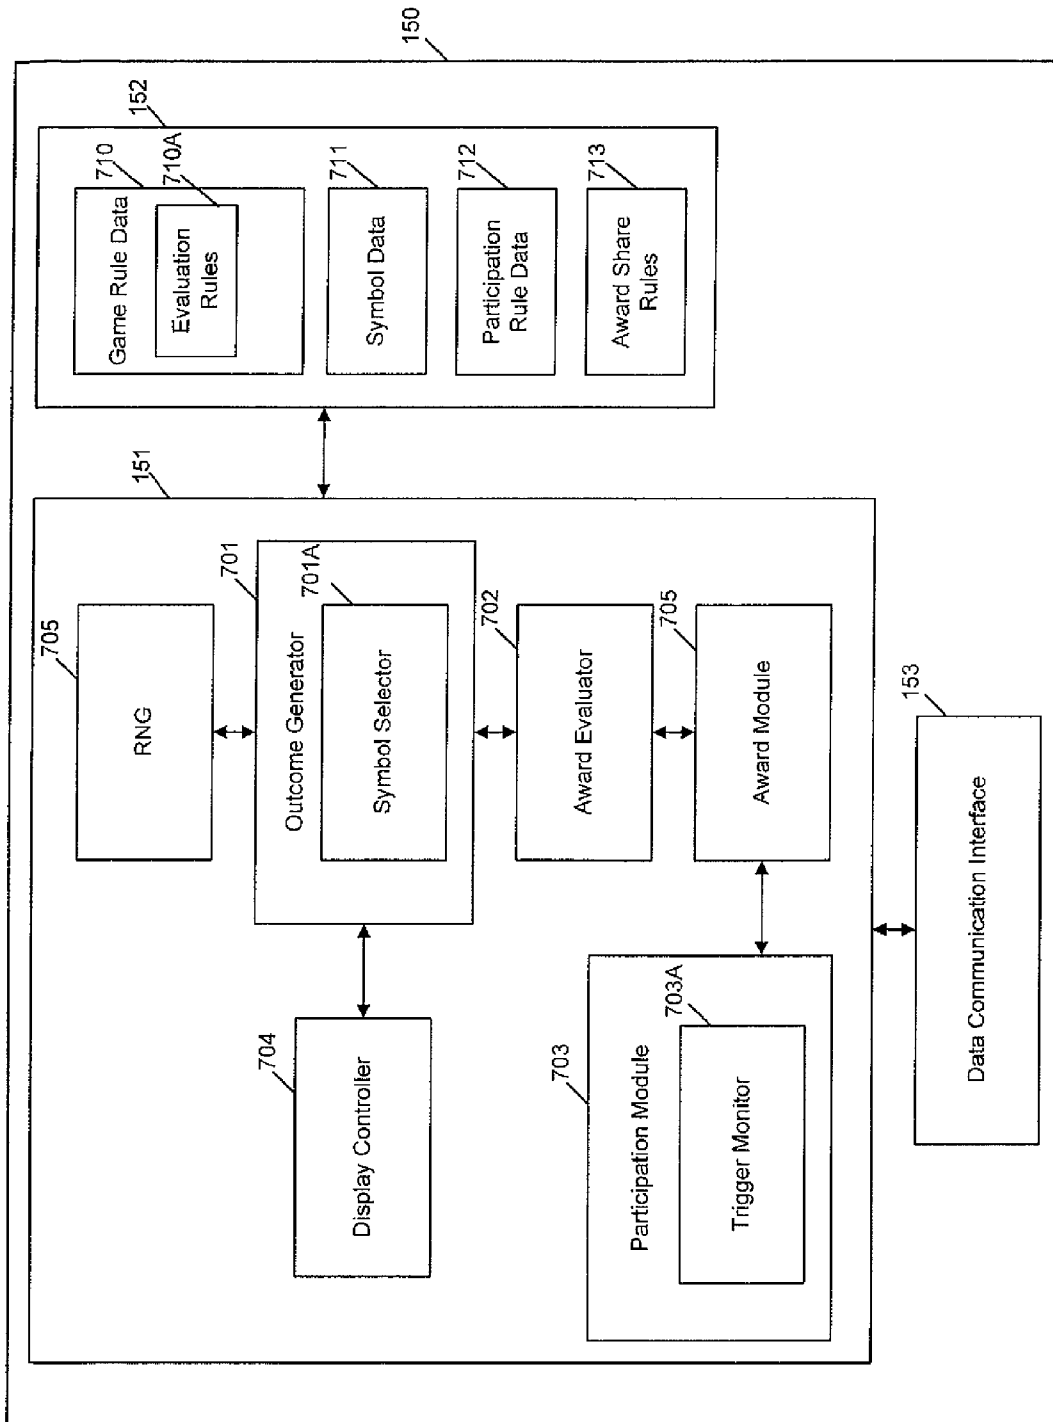 150
152
710
710A
Game Rule Data
Evaluation
Rules
711
Symbol Data
712
Participation
Rule Data
713
Award Share
Rules
151
705
RNG
701
701A
Outcome Generator
Symbol Selector
702
Award Evaluator
705
Award Module
704
Display Controller
703
703A
Participation Module
Trigger Monitor
153
Data Communication Interface